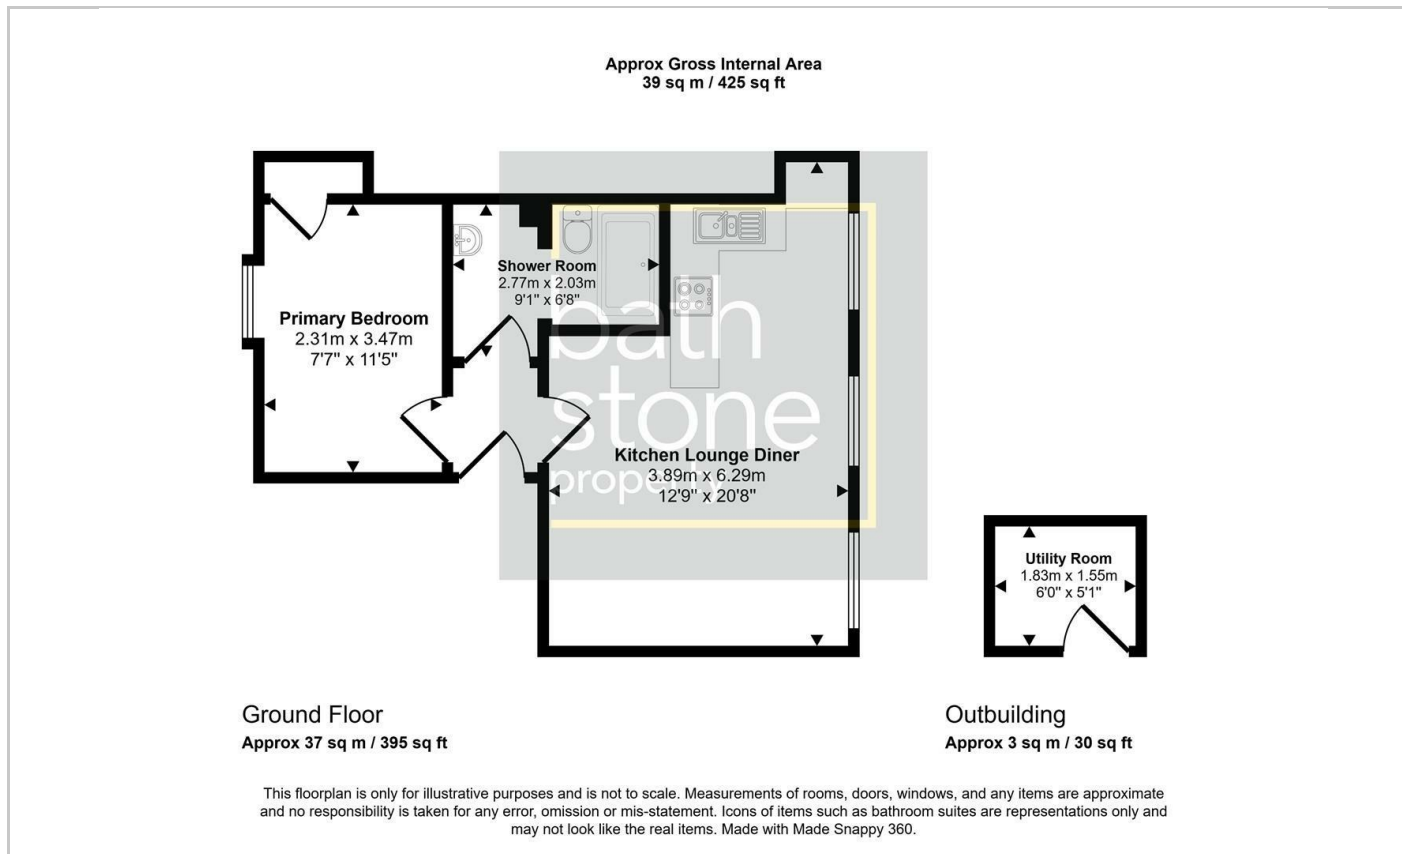 Approx Gross Internal Area
39 sq m / 425 sq ft
Shower Room
2.77m x 2.03m
9'1" x 6'8"
Primary Bedroom
2.31m x 3.47m
7'7" x 11'5"
bath
stone
property
Kitchen Lounge Diner
3.89m x 6.29m
12'9" x 20'8"
Utility Room
1.83m x 1.55m
6'0" x 5'1"
Ground Floor
Approx 37 sq m / 395 sq ft
Outbuilding
Approx 3 sq m / 30 sq ft
This floorplan is only for illustrative purposes and is not to scale. Measurements of rooms, doors, windows, and any items are approximate
and no responsibility is taken for any error, omission or mis-statement. Icons of items such as bathroom suites are representations only and
may not look like the real items. Made with Made Snappy 360.